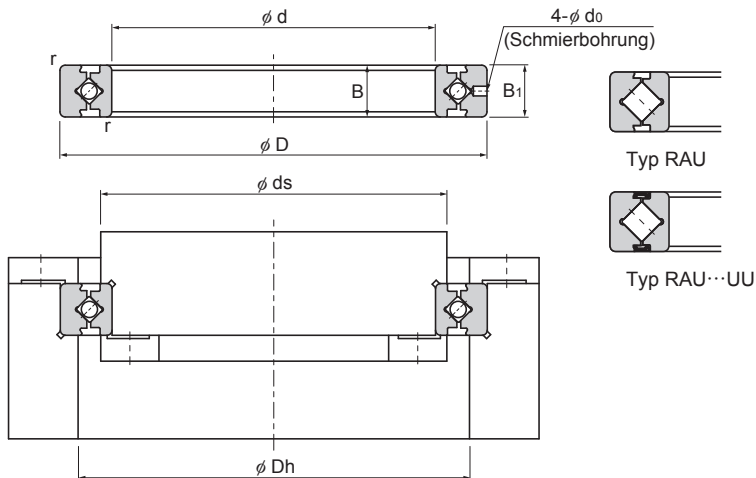 φ d
4-φ d0
(Schmierbohrung)
r
B
B1
r
φ D
Typ RAU
φ ds
Typ RAU···UU
φ Dh